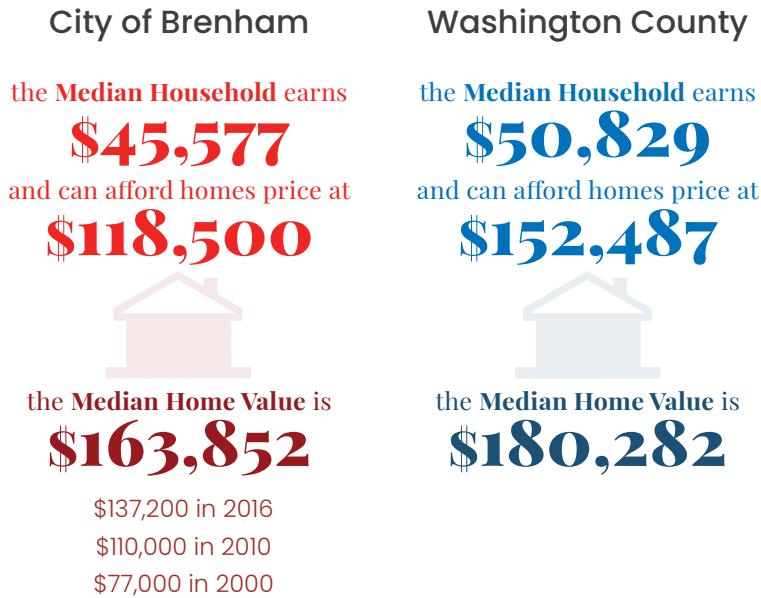 City of Brenham
the Median Household earns
$45,577
and can afford homes price at
$118,500
the Median Home Value is
$163,852
$137,200 in 2016
$110,000 in 2010
$77,000 in 2000
Washington County
the Median Household earns
$50,829
and can afford homes price at
$152,487
the Median Home Value is
$180,282